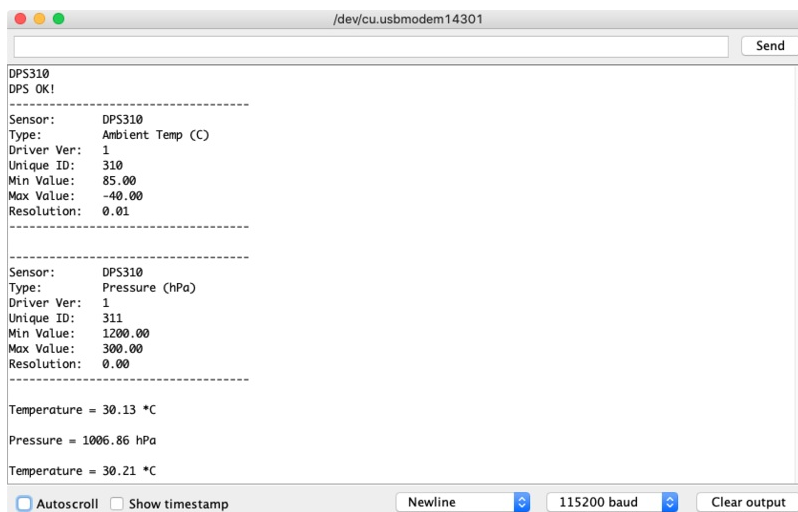 /dev/cu.usbmodem14301
Send
DPS310
DPS OK!
------------------------------------
Sensor:       DPS310
Type:         Ambient Temp (C)
Driver Ver:   1
Unique ID:    310
Min Value:    85.00
Max Value:    -40.00
Resolution:   0.01
------------------------------------
------------------------------------
Sensor:       DPS310
Type:         Pressure (hPa)
Driver Ver:   1
Unique ID:    311
Min Value:    1200.00
Max Value:    300.00
Resolution:   0.00
------------------------------------
Temperature = 30.13 *C
Pressure = 1006.86 hPa
Temperature = 30.21 *C
Autoscroll Show timestamp Newline 115200 baud Clear output